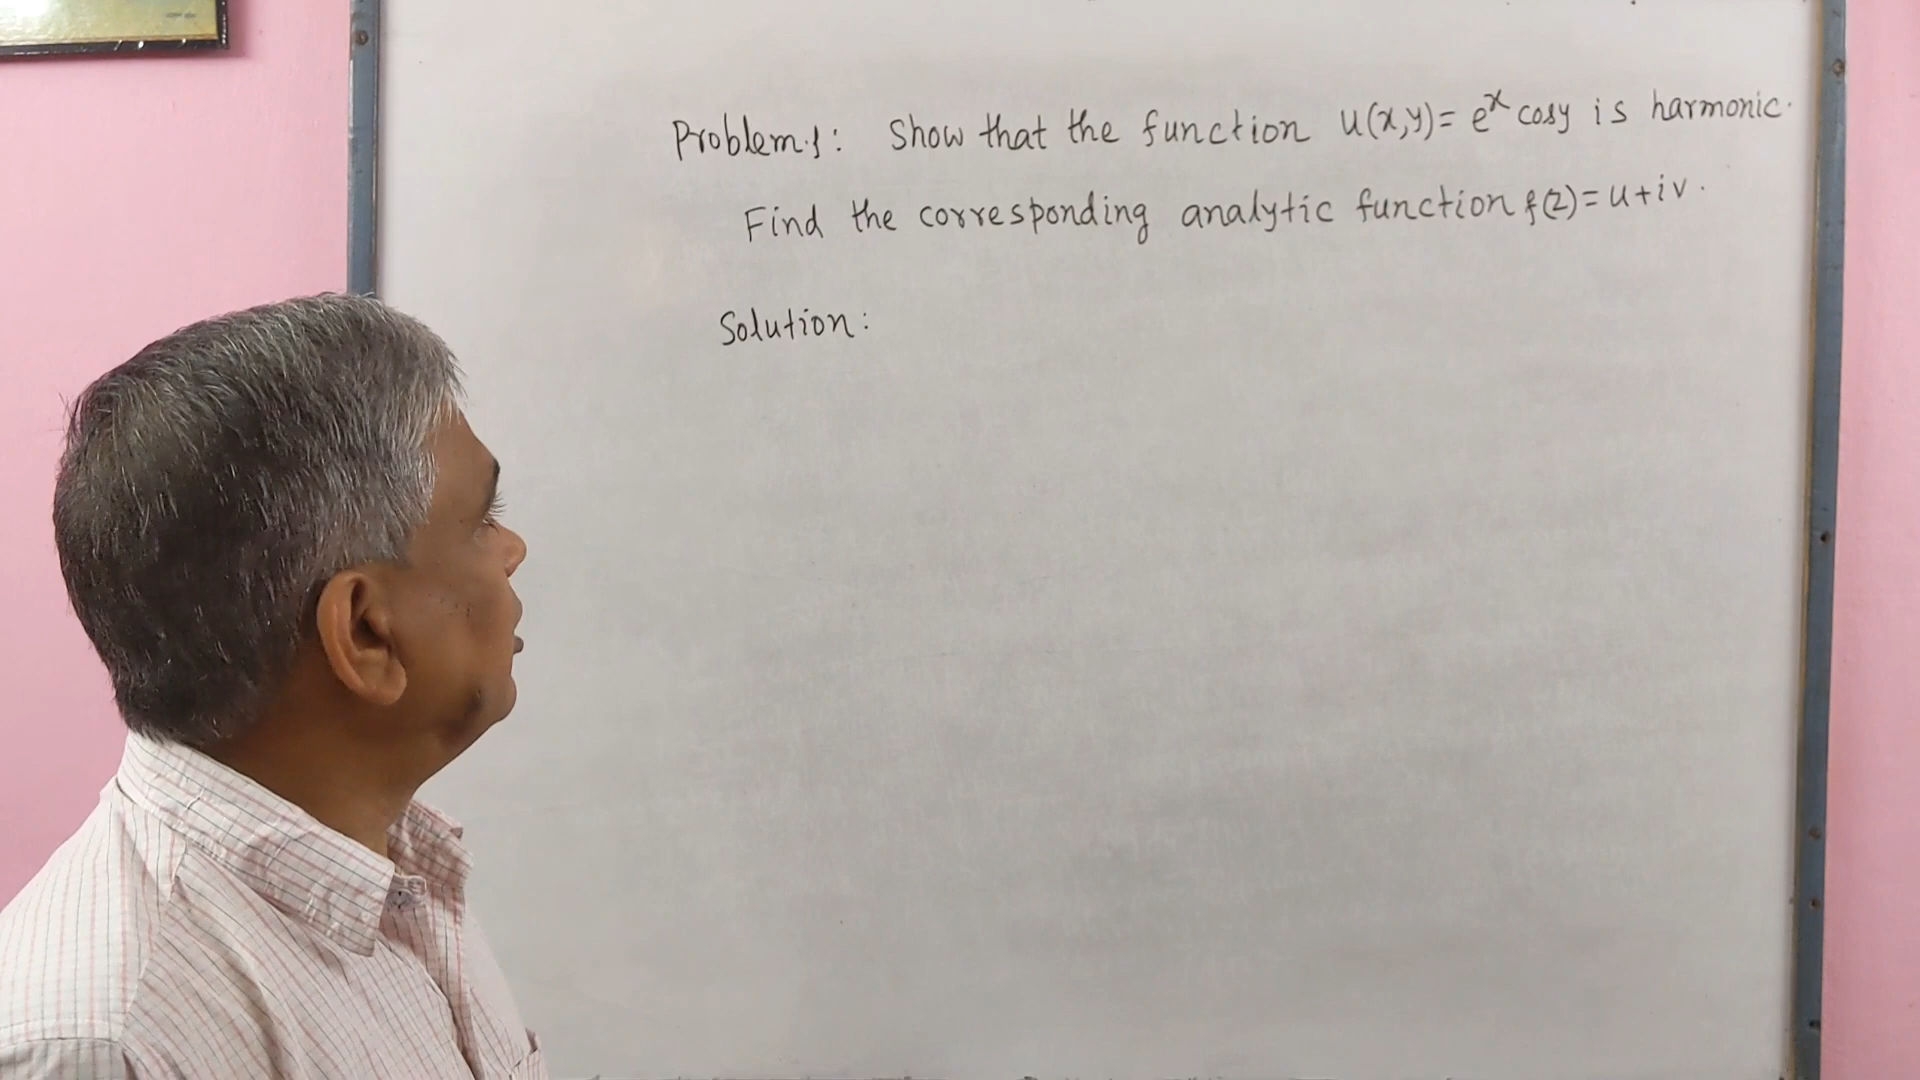 Problem.1: Show that the function u(x,y)= e^x cosy is harmonic.
Find the corresponding analytic function f(z)= u+iv.
Solution: